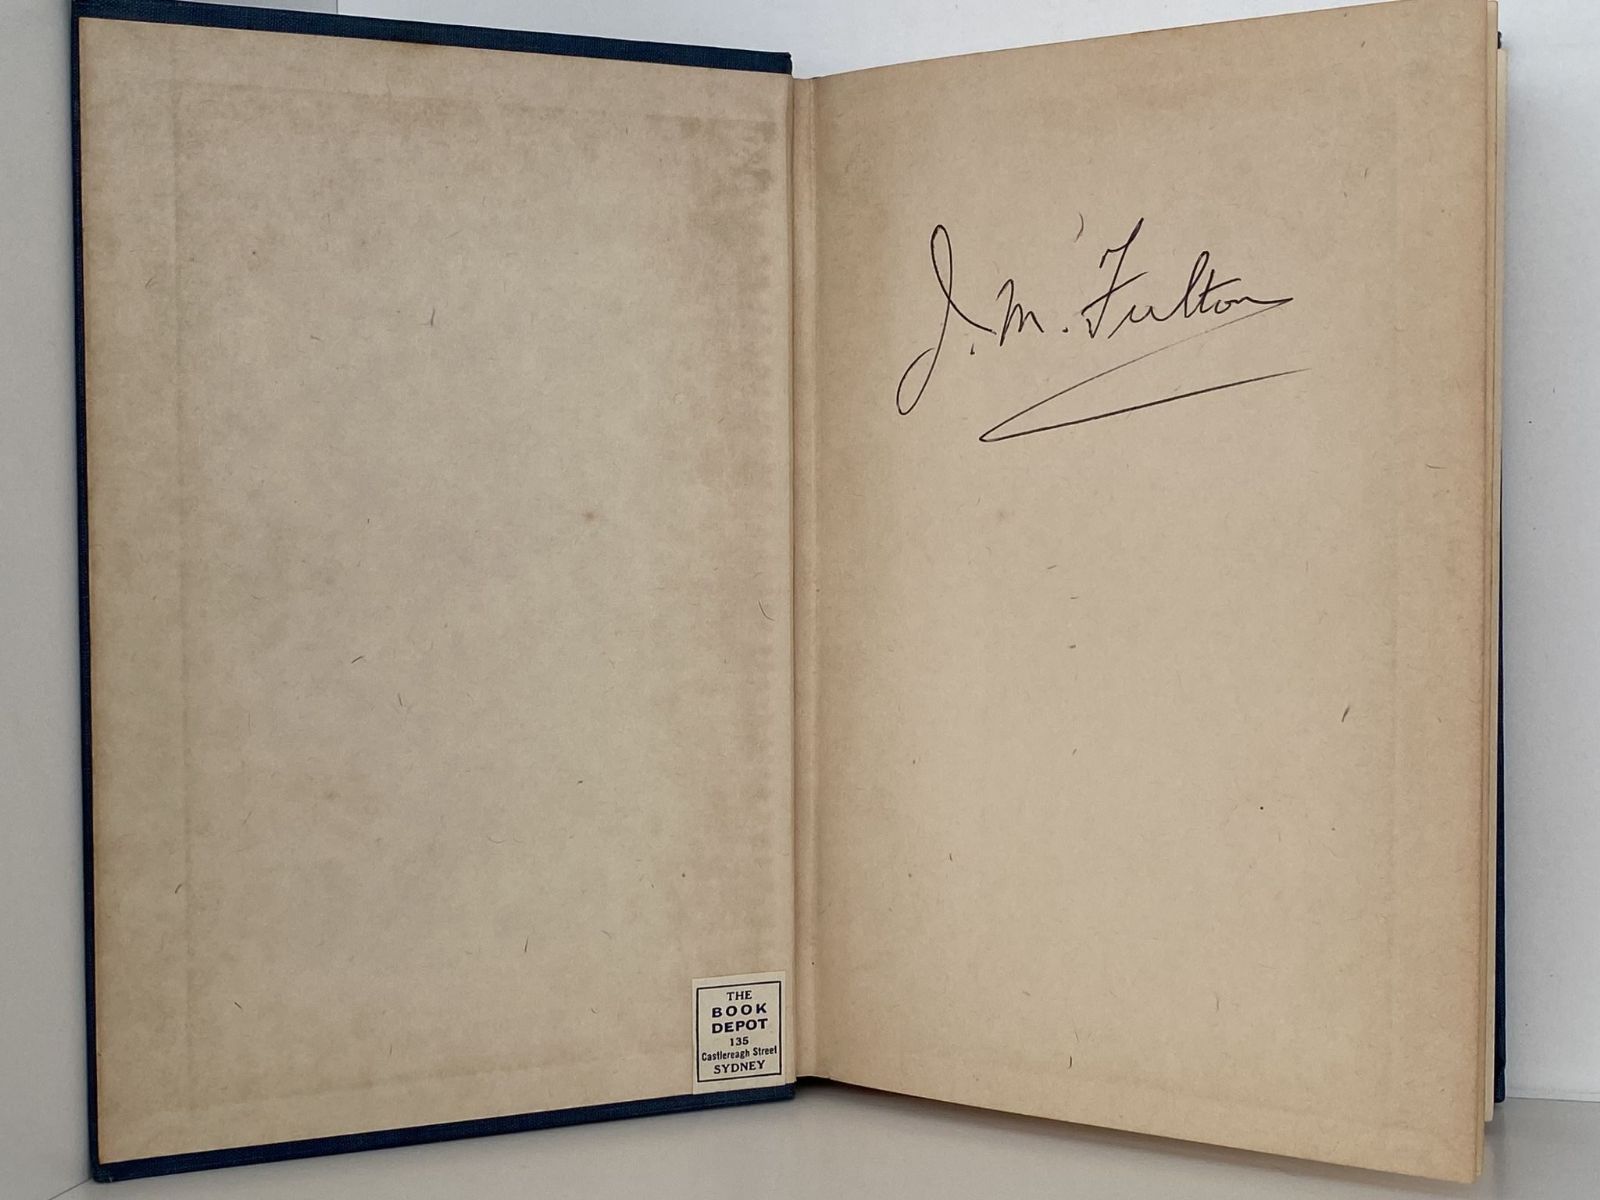 J. M. Fulton
THE
BOOK
DEPOT
135
Castlereagh Street
SYDNEY